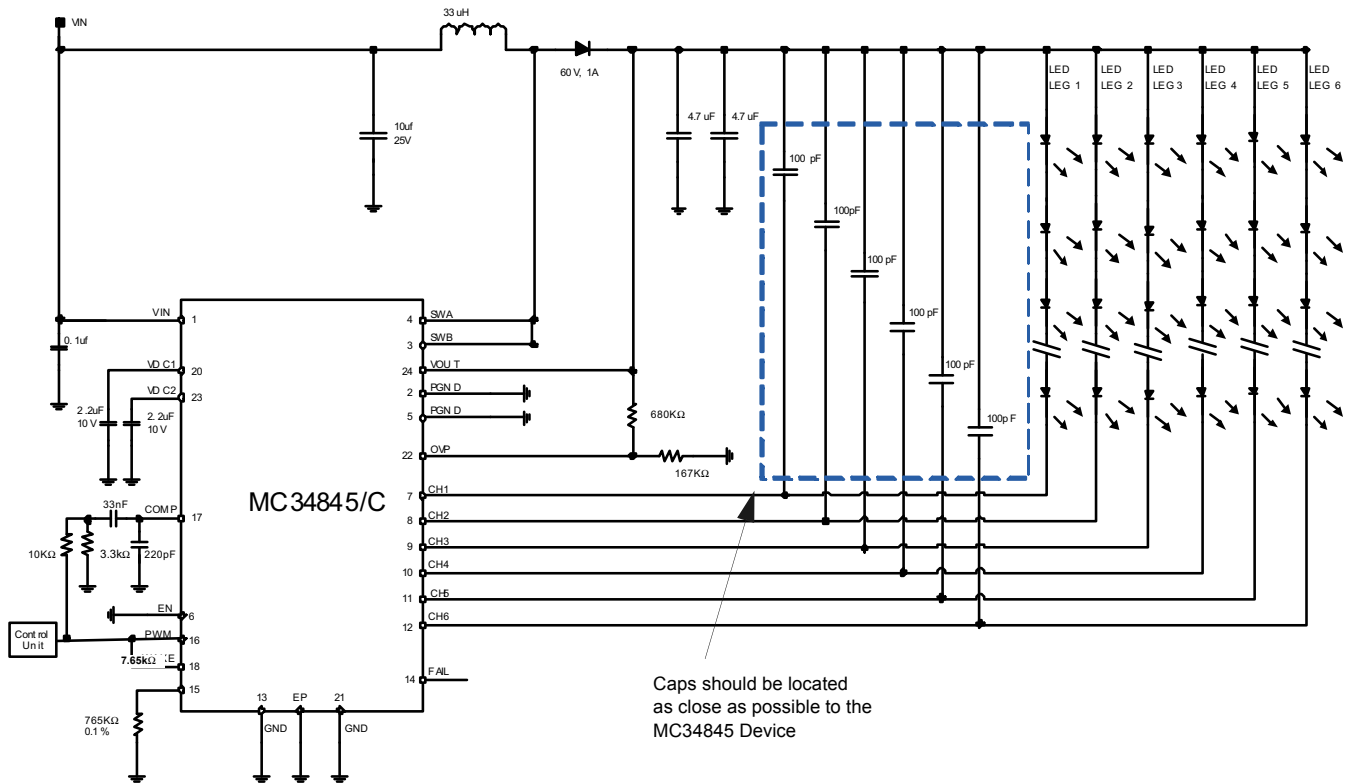 VIN
33 uH
60 V, 1A
10uf
25V
4.7 uF
4.7 uF
LED
LEG 1
LED
LEG 2
LED
LEG 3
LED
LEG 4
LED
LEG 5
LED
LEG 6
100 pF
100pF
100 pF
100 pF
100 pF
100p F
VIN
1
0.1uf
VD C1
20
VD C2
23
2.2uF
10 V
2.2uF
10 V
SWA
4
SWB
3
VOU T
24
PGN D
2
PGN D
5
OVP
22
680KΩ
167KΩ
MC34845/C
CH1
7
CH2
8
CH3
9
CH4
10
CH5
11
CH6
12
FAIL
14
33nF
COMP
17
10KΩ
3.3kΩ
220pF
EN
6
Control
Unit
PWM
16
7.65kΩ
18
15
765KΩ
0.1 %
13
EP
21
GND
GND
Caps should be located
as close as possible to the
MC34845 Device